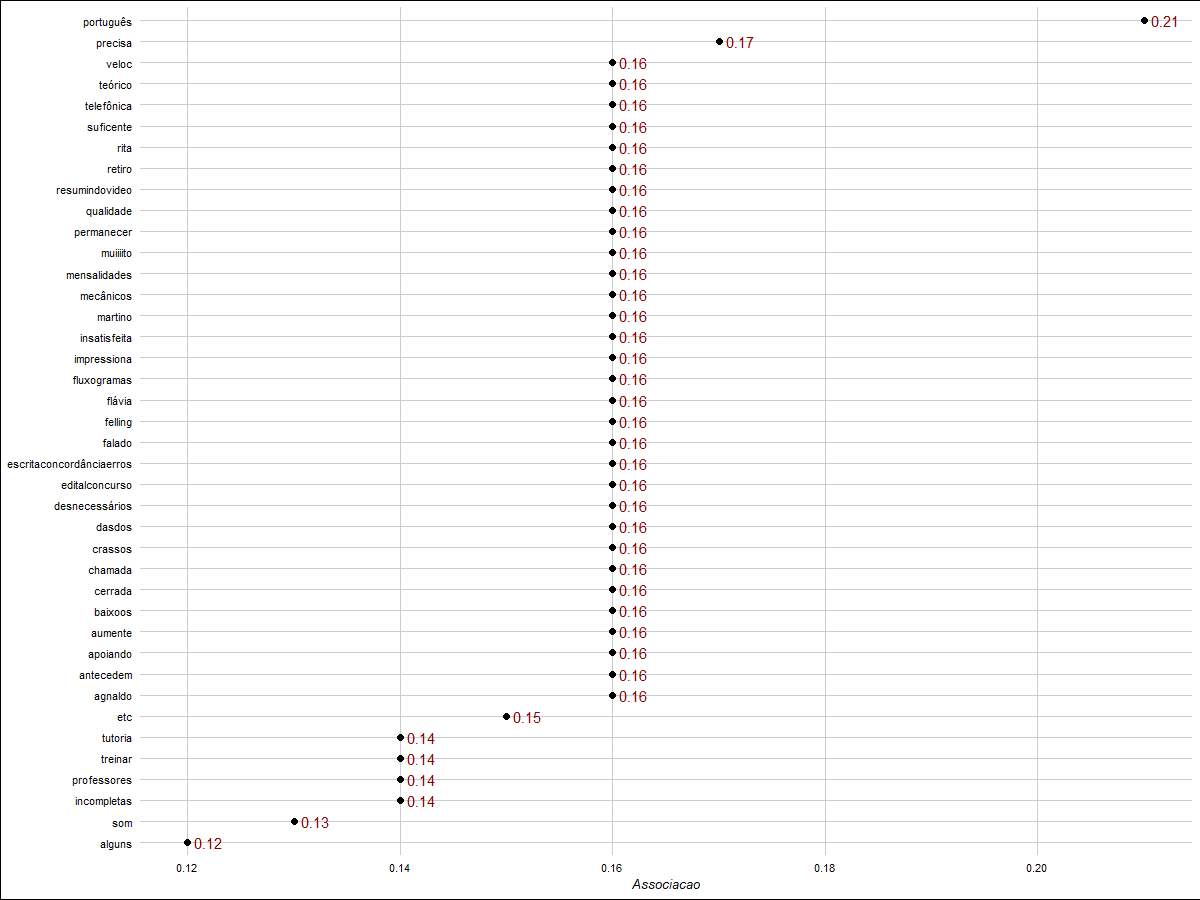 português 0.21
precisa 0.17
veloc 0.16
teórico 0.16
telefônica 0.16
suficente 0.16
rita 0.16
retiro 0.16
resumindovideo 0.16
qualidade 0.16
permanecer 0.16
muiiiito 0.16
mensalidades 0.16
mecânicos 0.16
martino 0.16
insatisfeita 0.16
impressiona 0.16
fluxogramas 0.16
flávia 0.16
felling 0.16
falado 0.16
escritaconcordânciaerros 0.16
editalconcurso 0.16
desnecessários 0.16
dasdos 0.16
crassos 0.16
chamada 0.16
cerrada 0.16
baixoos 0.16
aumente 0.16
apoiando 0.16
antecedem 0.16
agnaldo 0.16
etc 0.15
tutoria 0.14
treinar 0.14
professores 0.14
incompletas 0.14
som 0.13
alguns 0.12
0.12 0.14 0.16 0.18 0.20
Associacao